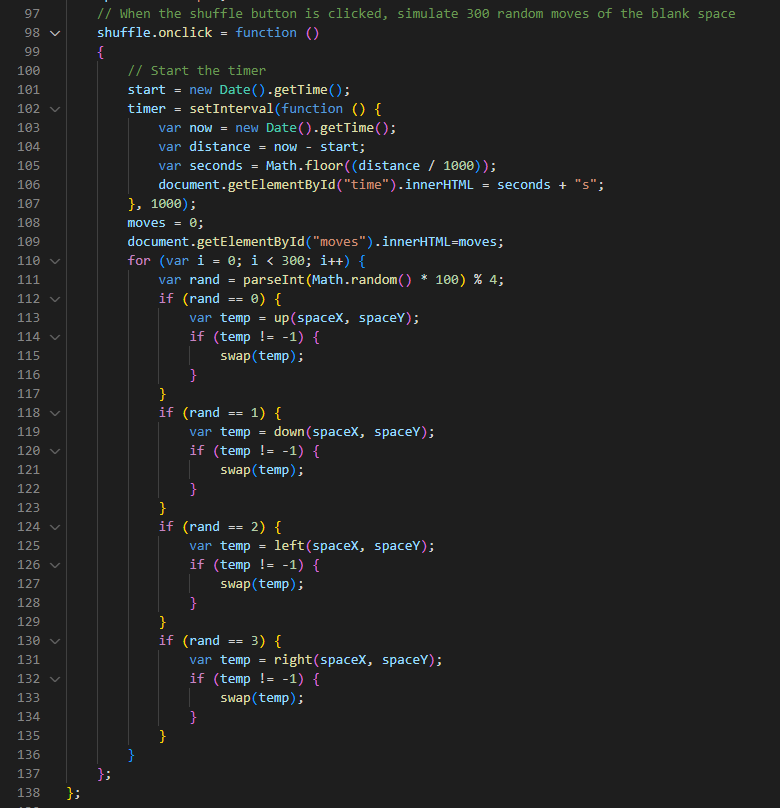 97 // When the shuffle button is clicked, simulate 300 random moves of the blank space
98 shuffle.onclick = function ()
99 {
100 // Start the timer
101 start = new Date().getTime();
102 timer = setInterval(function () {
103 var now = new Date().getTime();
104 var distance = now - start;
105 var seconds = Math.floor((distance / 1000));
106 document.getElementById("time").innerHTML = seconds + "s";
107 }, 1000);
108 moves = 0;
109 document.getElementById("moves").innerHTML=moves;
110 for (var i = 0; i < 300; i++) {
111 var rand = parseInt(Math.random() * 100) % 4;
112 if (rand == 0) {
113 var temp = up(spaceX, spaceY);
114 if (temp != -1) {
115 swap(temp);
116 }
117 }
118 if (rand == 1) {
119 var temp = down(spaceX, spaceY);
120 if (temp != -1) {
121 swap(temp);
122 }
123 }
124 if (rand == 2) {
125 var temp = left(spaceX, spaceY);
126 if (temp != -1) {
127 swap(temp);
128 }
129 }
130 if (rand == 3) {
131 var temp = right(spaceX, spaceY);
132 if (temp != -1) {
133 swap(temp);
134 }
135 }
136 }
137 };
138 };